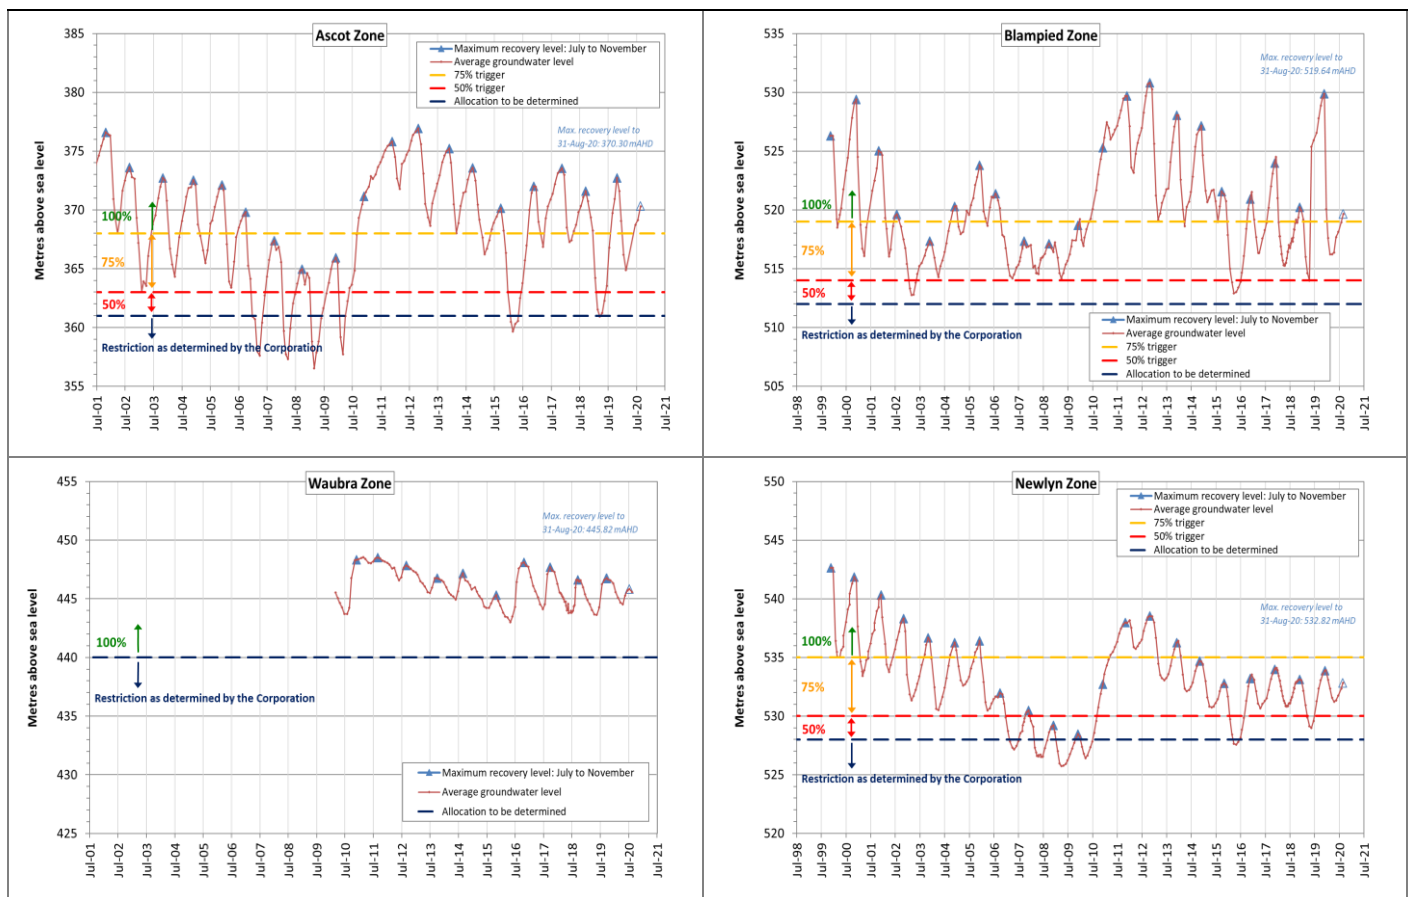 Ascot Zone
Metres above sea level
385
380
375
370
365
360
355
Maximum recovery level: July to November
Average groundwater level
75% trigger
50% trigger
Allocation to be determined
Max. recovery level to
31-Aug-20: 370.30 mAHD
100%
75%
50%
Restriction as determined by the Corporation
Jul-01
Jul-02
Jul-03
Jul-04
Jul-05
Jul-06
Jul-07
Jul-08
Jul-09
Jul-10
Jul-11
Jul-12
Jul-13
Jul-14
Jul-15
Jul-16
Jul-17
Jul-18
Jul-19
Jul-20
Jul-21
Blampied Zone
Metres above sea level
535
530
525
520
515
510
505
Max. recovery level to
31-Aug-20: 519.64 mAHD
100%
75%
50%
Restriction as determined by the Corporation
Maximum recovery level: July to November
Average groundwater level
75% trigger
50% trigger
Allocation to be determined
Jul-98
Jul-99
Jul-00
Jul-01
Jul-02
Jul-03
Jul-04
Jul-05
Jul-06
Jul-07
Jul-08
Jul-09
Jul-10
Jul-11
Jul-12
Jul-13
Jul-14
Jul-15
Jul-16
Jul-17
Jul-18
Jul-19
Jul-20
Jul-21
Waubra Zone
Metres above sea level
455
450
445
440
435
430
425
Max. recovery level to
31-Aug-20: 445.82 mAHD
100%
Restriction as determined by the Corporation
Maximum recovery level: July to November
Average groundwater level
Allocation to be determined
Jul-01
Jul-02
Jul-03
Jul-04
Jul-05
Jul-06
Jul-07
Jul-08
Jul-09
Jul-10
Jul-11
Jul-12
Jul-13
Jul-14
Jul-15
Jul-16
Jul-17
Jul-18
Jul-19
Jul-20
Jul-21
Newlyn Zone
Metres above sea level
550
545
540
535
530
525
520
Maximum recovery level: July to November
Average groundwater level
75% trigger
50% trigger
Allocation to be determined
Max. recovery level to
31-Aug-20: 532.82 mAHD
100%
75%
50%
Restriction as determined by the Corporation
Jul-98
Jul-99
Jul-00
Jul-01
Jul-02
Jul-03
Jul-04
Jul-05
Jul-06
Jul-07
Jul-08
Jul-09
Jul-10
Jul-11
Jul-12
Jul-13
Jul-14
Jul-15
Jul-16
Jul-17
Jul-18
Jul-19
Jul-20
Jul-21